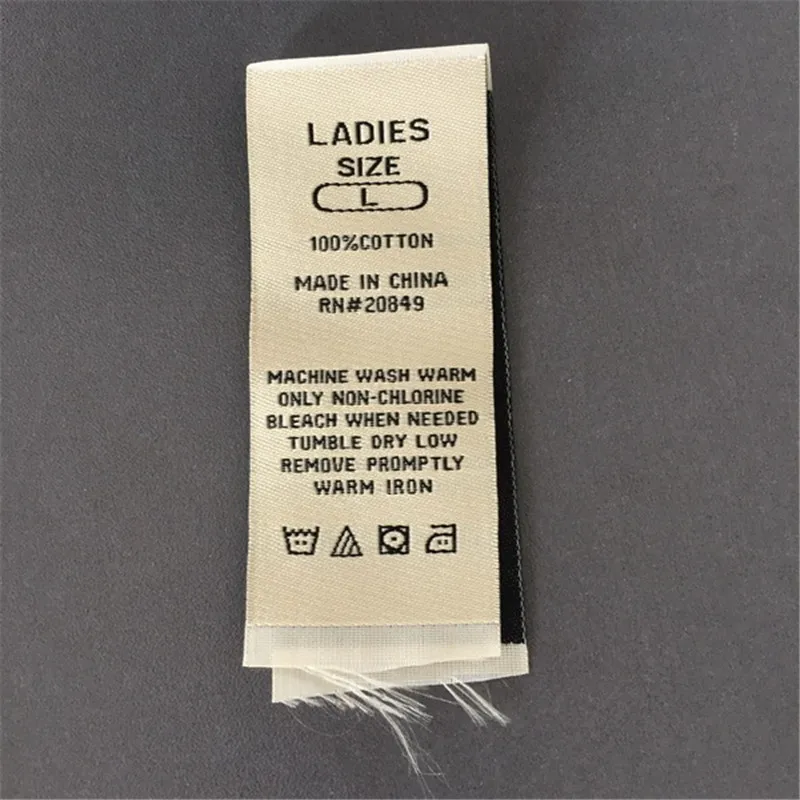 LADIES
SIZE
L
100%COTTON
MADE IN CHINA
RN#20849
MACHINE WASH WARM
ONLY NON-CHLORINE
BLEACH WHEN NEEDED
TUMBLE DRY LOW
REMOVE PROMPTLY
WARM IRON